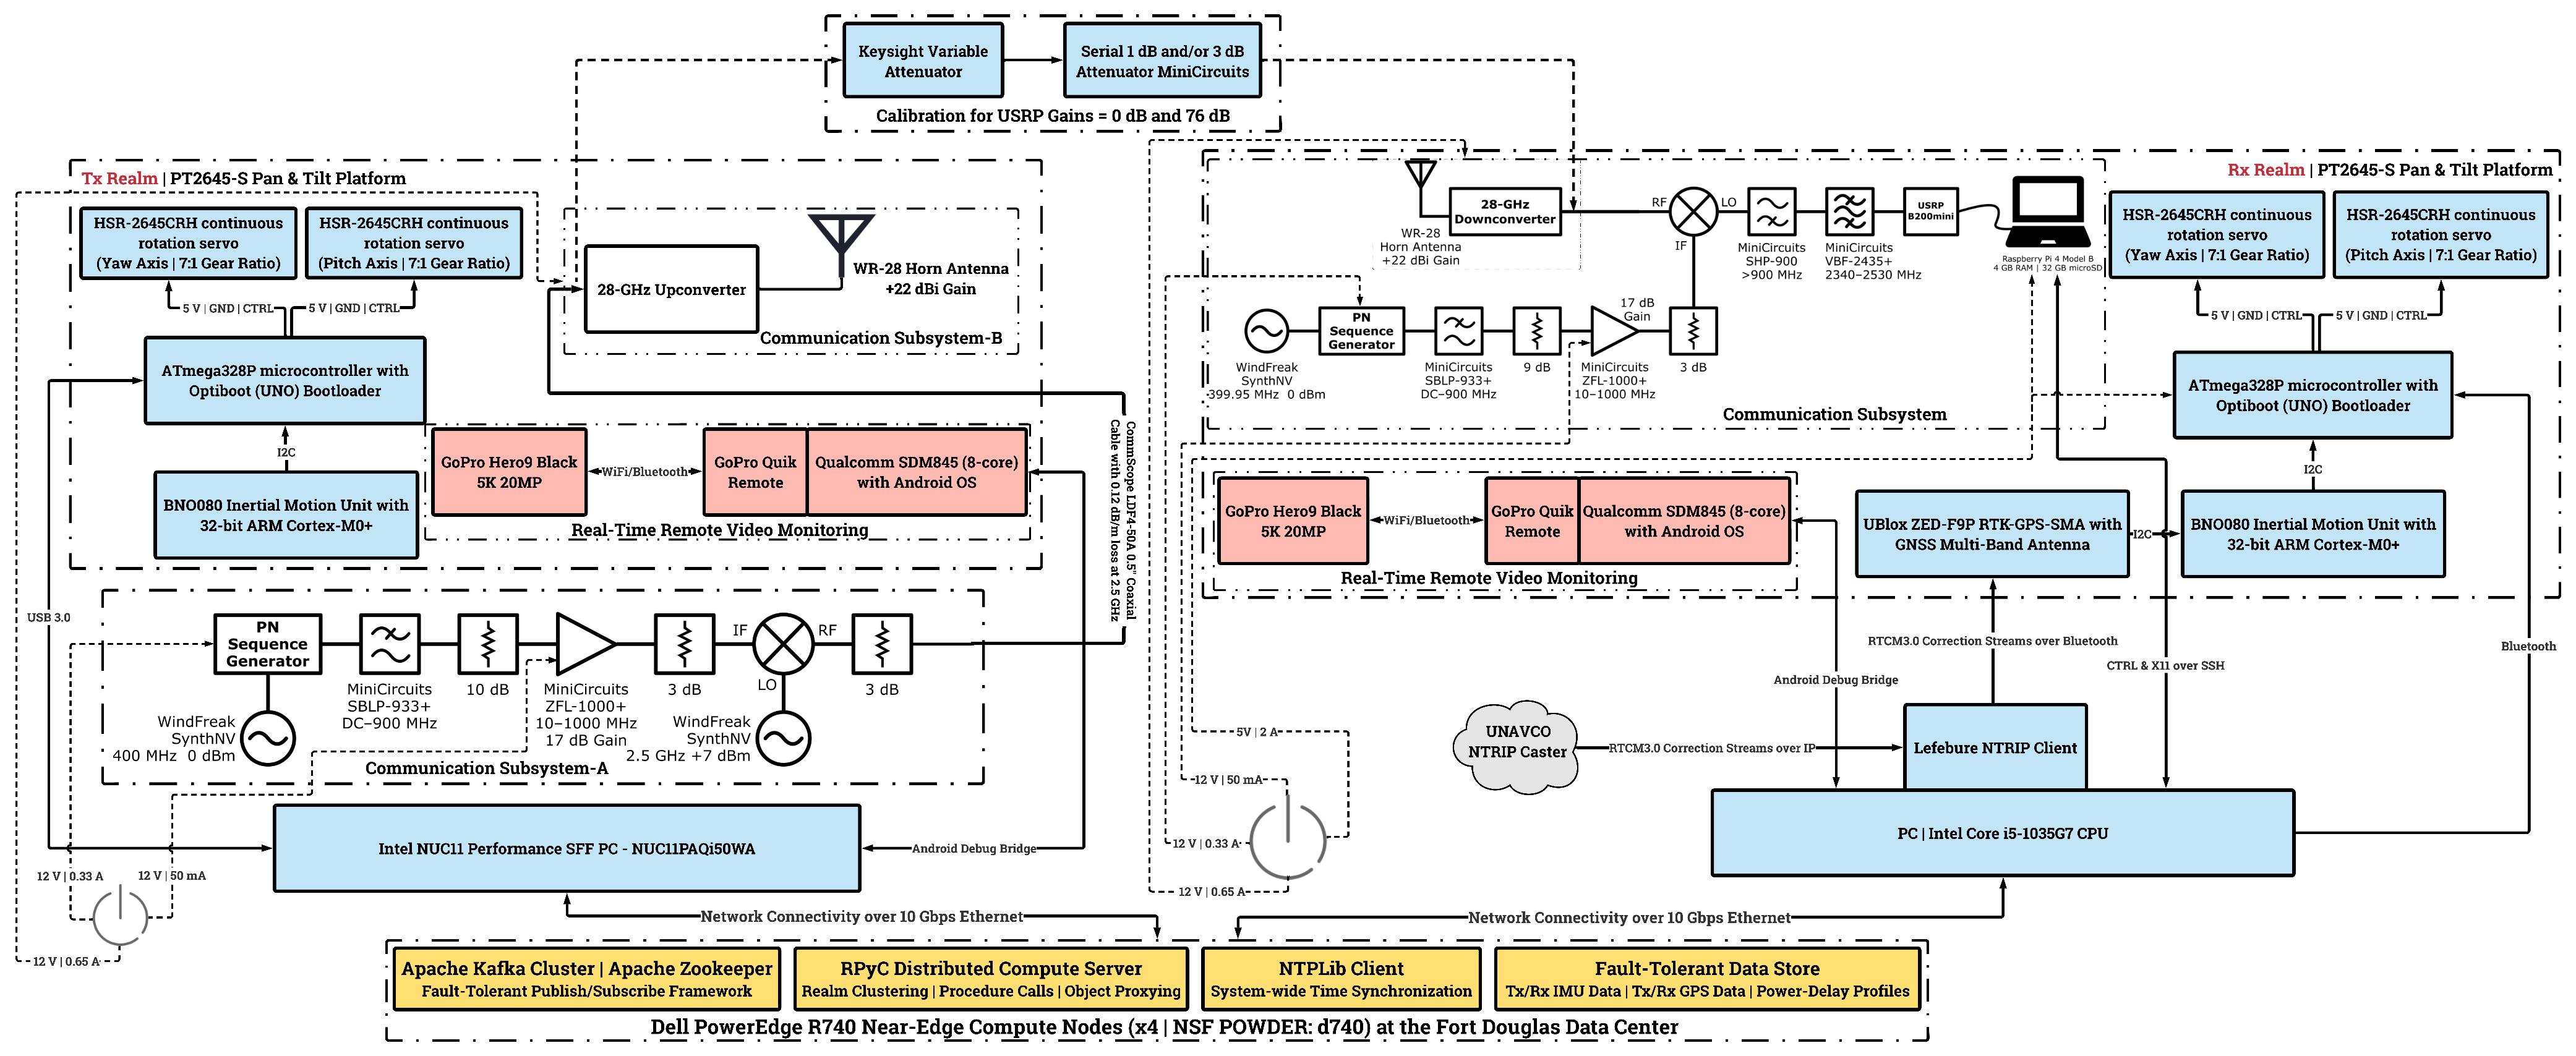 Keysight Variable
Attenuator
Serial 1 dB and/or 3 dB
Attenuator MiniCircuits
Calibration for USRP Gains = 0 dB and 76 dB
Tx Realm | PT2645-S Pan & Tilt Platform
HSR-2645CRH continuous
rotation servo
(Yaw Axis | 7:1 Gear Ratio)
HSR-2645CRH continuous
rotation servo
(Pitch Axis | 7:1 Gear Ratio)
5 V | GND | CTRL
5 V | GND | CTRL
ATmega328P microcontroller with
Optiboot (UNO) Bootloader
I2C
BNO080 Inertial Motion Unit with
32-bit ARM Cortex-M0+
28-GHz Upconverter
WR-28 Horn Antenna
+22 dBi Gain
Communication Subsystem-B
GoPro Hero9 Black
5K 20MP
WiFi/Bluetooth
GoPro Quik
Remote
Qualcomm SDM845 (8-core)
with Android OS
Real-Time Remote Video Monitoring
CommScope LDF4-50A 0.5" Coaxial
Cable with 0.12 dB/m loss at 2.5 GHz
USB 3.0
PN
Sequence
Generator
MiniCircuits
SBLP-933+
DC–900 MHz
10 dB
MiniCircuits
ZFL-1000+
10–1000 MHz
17 dB Gain
3 dB
IF
RF
LO
3 dB
WindFreak
SynthNV
400 MHz 0 dBm
WindFreak
SynthNV
2.5 GHz +7 dBm
Communication Subsystem-A
Intel NUC11 Performance SFF PC - NUC11PAQi50WA
Android Debug Bridge
12 V | 0.33 A
12 V | 50 mA
12 V | 0.65 A
Network Connectivity over 10 Gbps Ethernet
Rx Realm | PT2645-S Pan & Tilt Platform
28-GHz
Downconverter
WR-28
Horn Antenna
+22 dBi Gain
RF
LO
IF
MiniCircuits
SHP-900
>900 MHz
MiniCircuits
VBF-2435+
2340–2530 MHz
USRP
B200mini
Raspberry Pi 4 Model B
4 GB RAM | 32 GB microSD
WindFreak
SynthNV
399.95 MHz 0 dBm
PN
Sequence
Generator
MiniCircuits
SBLP-933+
DC–900 MHz
9 dB
17 dB
Gain
MiniCircuits
ZFL-1000+
10–1000 MHz
3 dB
Communication Subsystem
HSR-2645CRH continuous
rotation servo
(Yaw Axis | 7:1 Gear Ratio)
HSR-2645CRH continuous
rotation servo
(Pitch Axis | 7:1 Gear Ratio)
5 V | GND | CTRL
5 V | GND | CTRL
ATmega328P microcontroller with
Optiboot (UNO) Bootloader
I2C
GoPro Hero9 Black
5K 20MP
WiFi/Bluetooth
GoPro Quik
Remote
Qualcomm SDM845 (8-core)
with Android OS
Real-Time Remote Video Monitoring
UBlox ZED-F9P RTK-GPS-SMA with
GNSS Multi-Band Antenna
I2C
BNO080 Inertial Motion Unit with
32-bit ARM Cortex-M0+
RTCM3.0 Correction Streams over Bluetooth
CTRL & X11 over SSH
Bluetooth
Android Debug Bridge
UNAVCO
NTRIP Caster
RTCM3.0 Correction Streams over IP
Lefebure NTRIP Client
PC | Intel Core i5-1035G7 CPU
5V | 2 A
12 V | 50 mA
12 V | 0.33 A
12 V | 0.65 A
Network Connectivity over 10 Gbps Ethernet
Apache Kafka Cluster | Apache Zookeeper
Fault-Tolerant Publish/Subscribe Framework
RPyC Distributed Compute Server
Realm Clustering | Procedure Calls | Object Proxying
NTPLib Client
System-wide Time Synchronization
Fault-Tolerant Data Store
Tx/Rx IMU Data | Tx/Rx GPS Data | Power-Delay Profiles
Dell PowerEdge R740 Near-Edge Compute Nodes (x4 | NSF POWDER: d740) at the Fort Douglas Data Center